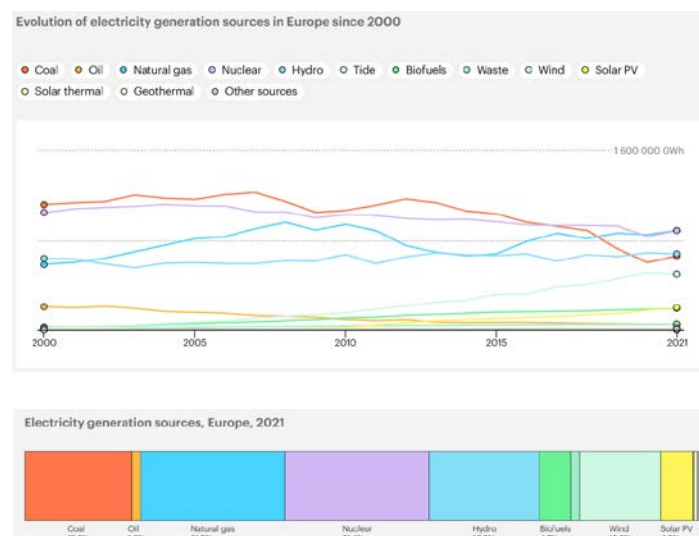 Evolution of electricity generation sources in Europe since 2000
Coal Oil Natural gas Nuclear Hydro Tide Biofuels Waste Wind Solar PV
Solar thermal Geothermal Other sources
1 600 000 GWh
2000 2005 2010 2015 2021
Electricity generation sources, Europe, 2021
Coal Oil Natural gas Nuclear Hydro Biofuels Wind Solar PV